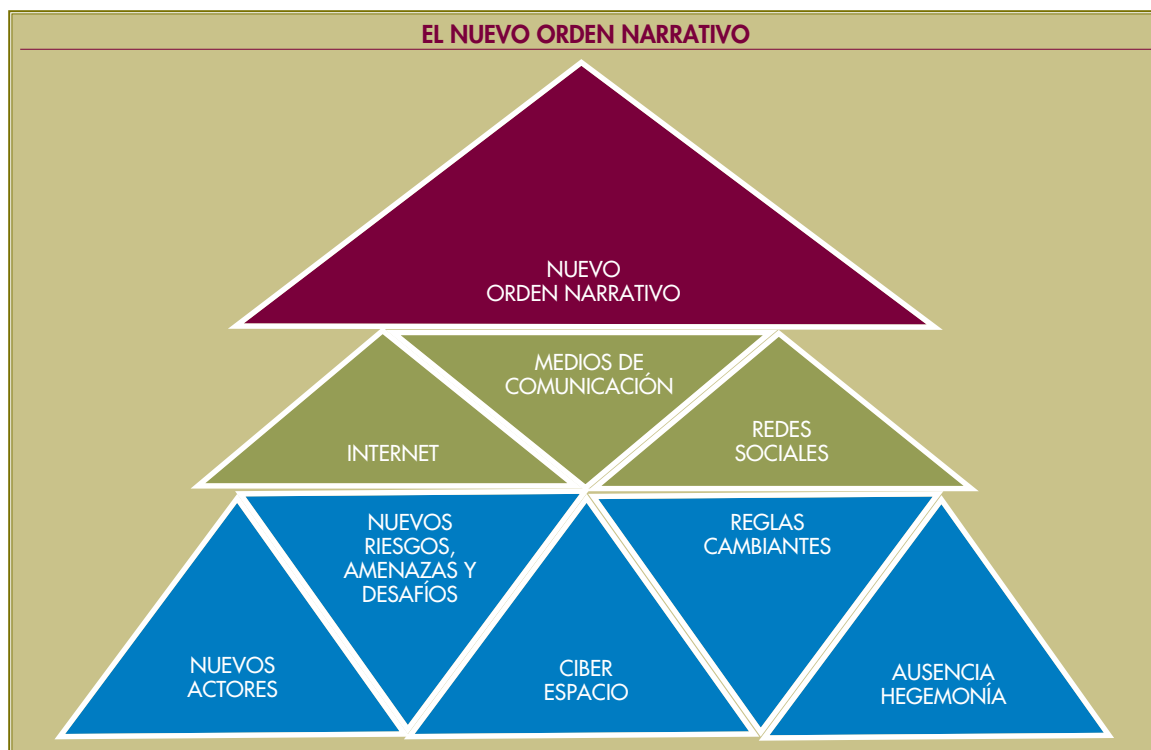 EL NUEVO ORDEN NARRATIVO
NUEVO
ORDEN NARRATIVO
MEDIOS DE
COMUNICACIÓN
INTERNET
REDES
SOCIALES
NUEVOS
RIESGOS,
AMENAZAS Y
DESAFÍOS
REGLAS
CAMBIANTES
NUEVOS
ACTORES
CIBER
ESPACIO
AUSENCIA
HEGEMONÍA